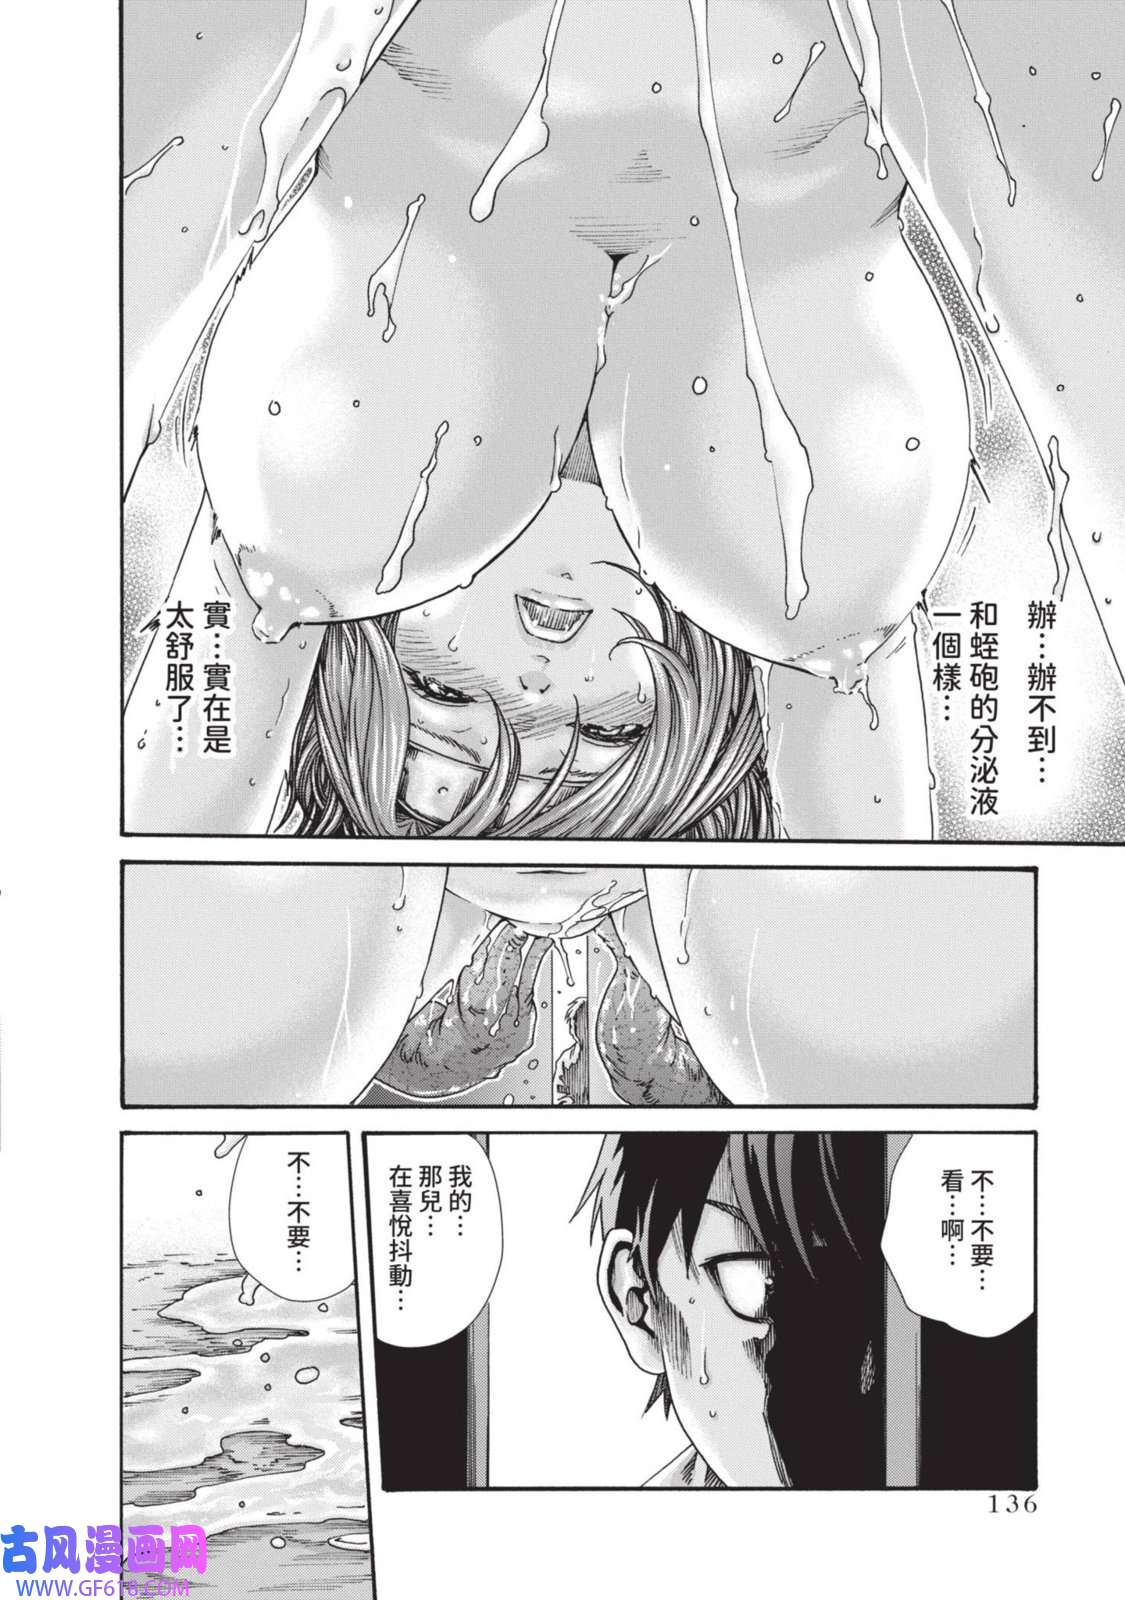 辦…辦不到…
和蛭砲的分泌液
一個樣…
實…實在是
太舒服了…
不…不要…
看…啊…
我的…
那兒…
在喜悅抖動…
不…不要…
136
古风漫画网
WWW.GF618.COM